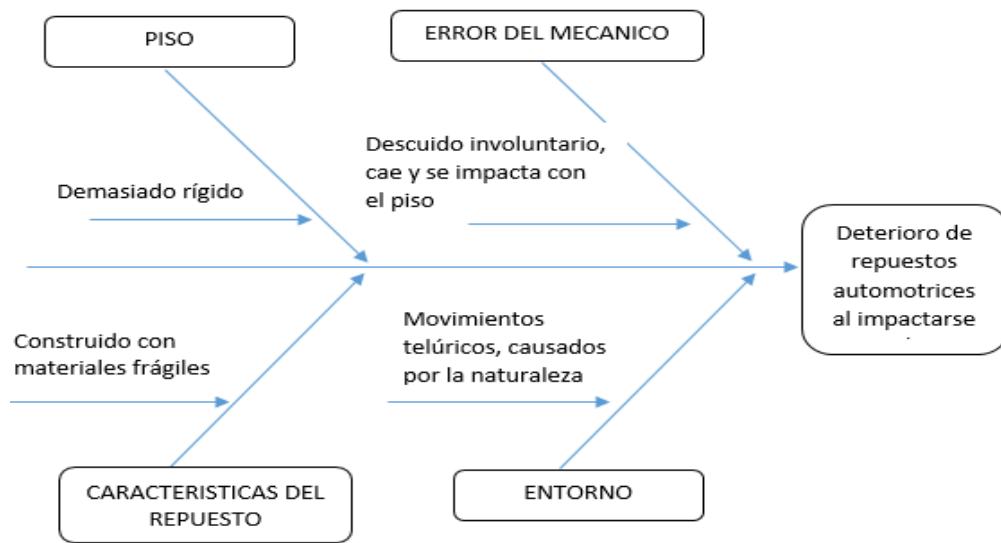 PISO
ERROR DEL MECANICO
Demasiado rígido
Descuido involuntario,
cae y se impacta con
el piso
Deterioro de
repuestos
automotrices
al impactarse
Construido con
materiales frágiles
Movimientos
telúricos, causados
por la naturaleza
CARACTERISTICAS DEL
REPUESTO
ENTORNO